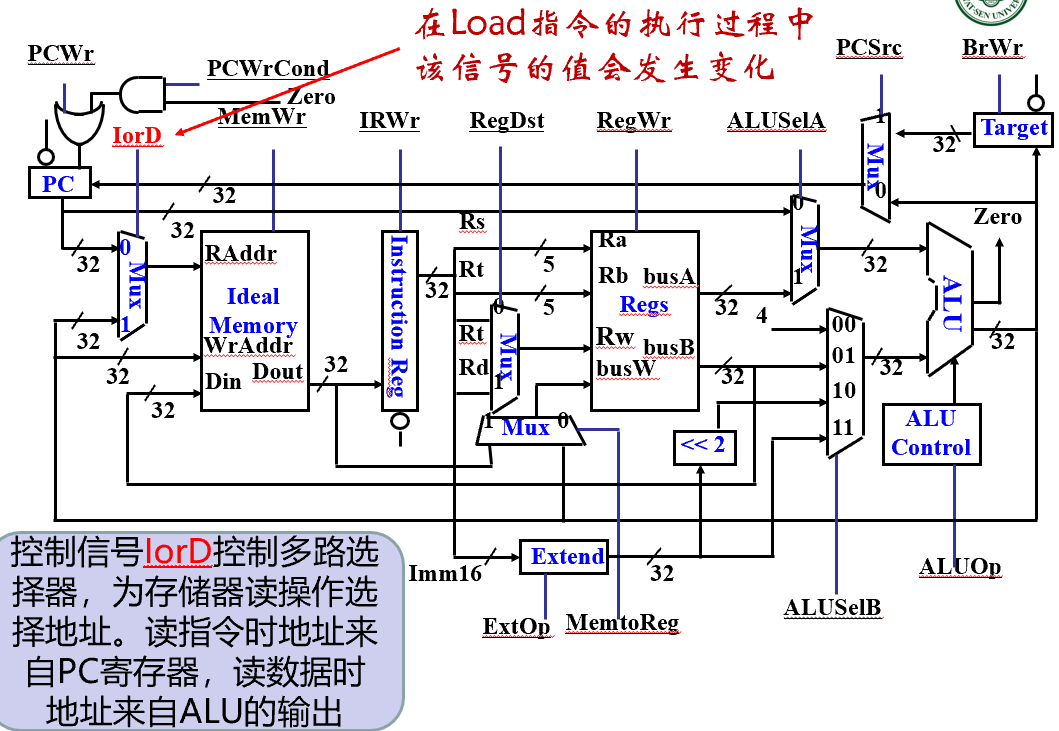 SEN UNIVER
在Load指令的执行过程中
该信号的值会发生变化
PCWr
PCWrCond
Zero
IorD
MemWr
IRWr
RegDst
RegWr
ALUSelA
PCSrc
BrWr
PC
32
32
32
0
Mux
1
32
32
32
RAddr
Ideal
Memory
WrAddr
Din
Dout
32
Instruction Reg
32
Rs
Rt
5
5
Rt
Rd
0
Mux
1
1
Mux
0
Ra
Rb
busA
Regs
Rw
busB
busW
32
32
0
Mux
1
32
4
00
01
10
11
32
<< 2
1
Mux
0
32
Target
Zero
ALU
32
ALU
Control
Imm16
Extend
32
ExtOp
MemtoReg
ALUSelB
ALUOp
控制信号IorD控制多路选
择器，为存储器读操作选
择地址。读指令时地址来
自PC寄存器，读数据时
地址来自ALU的输出